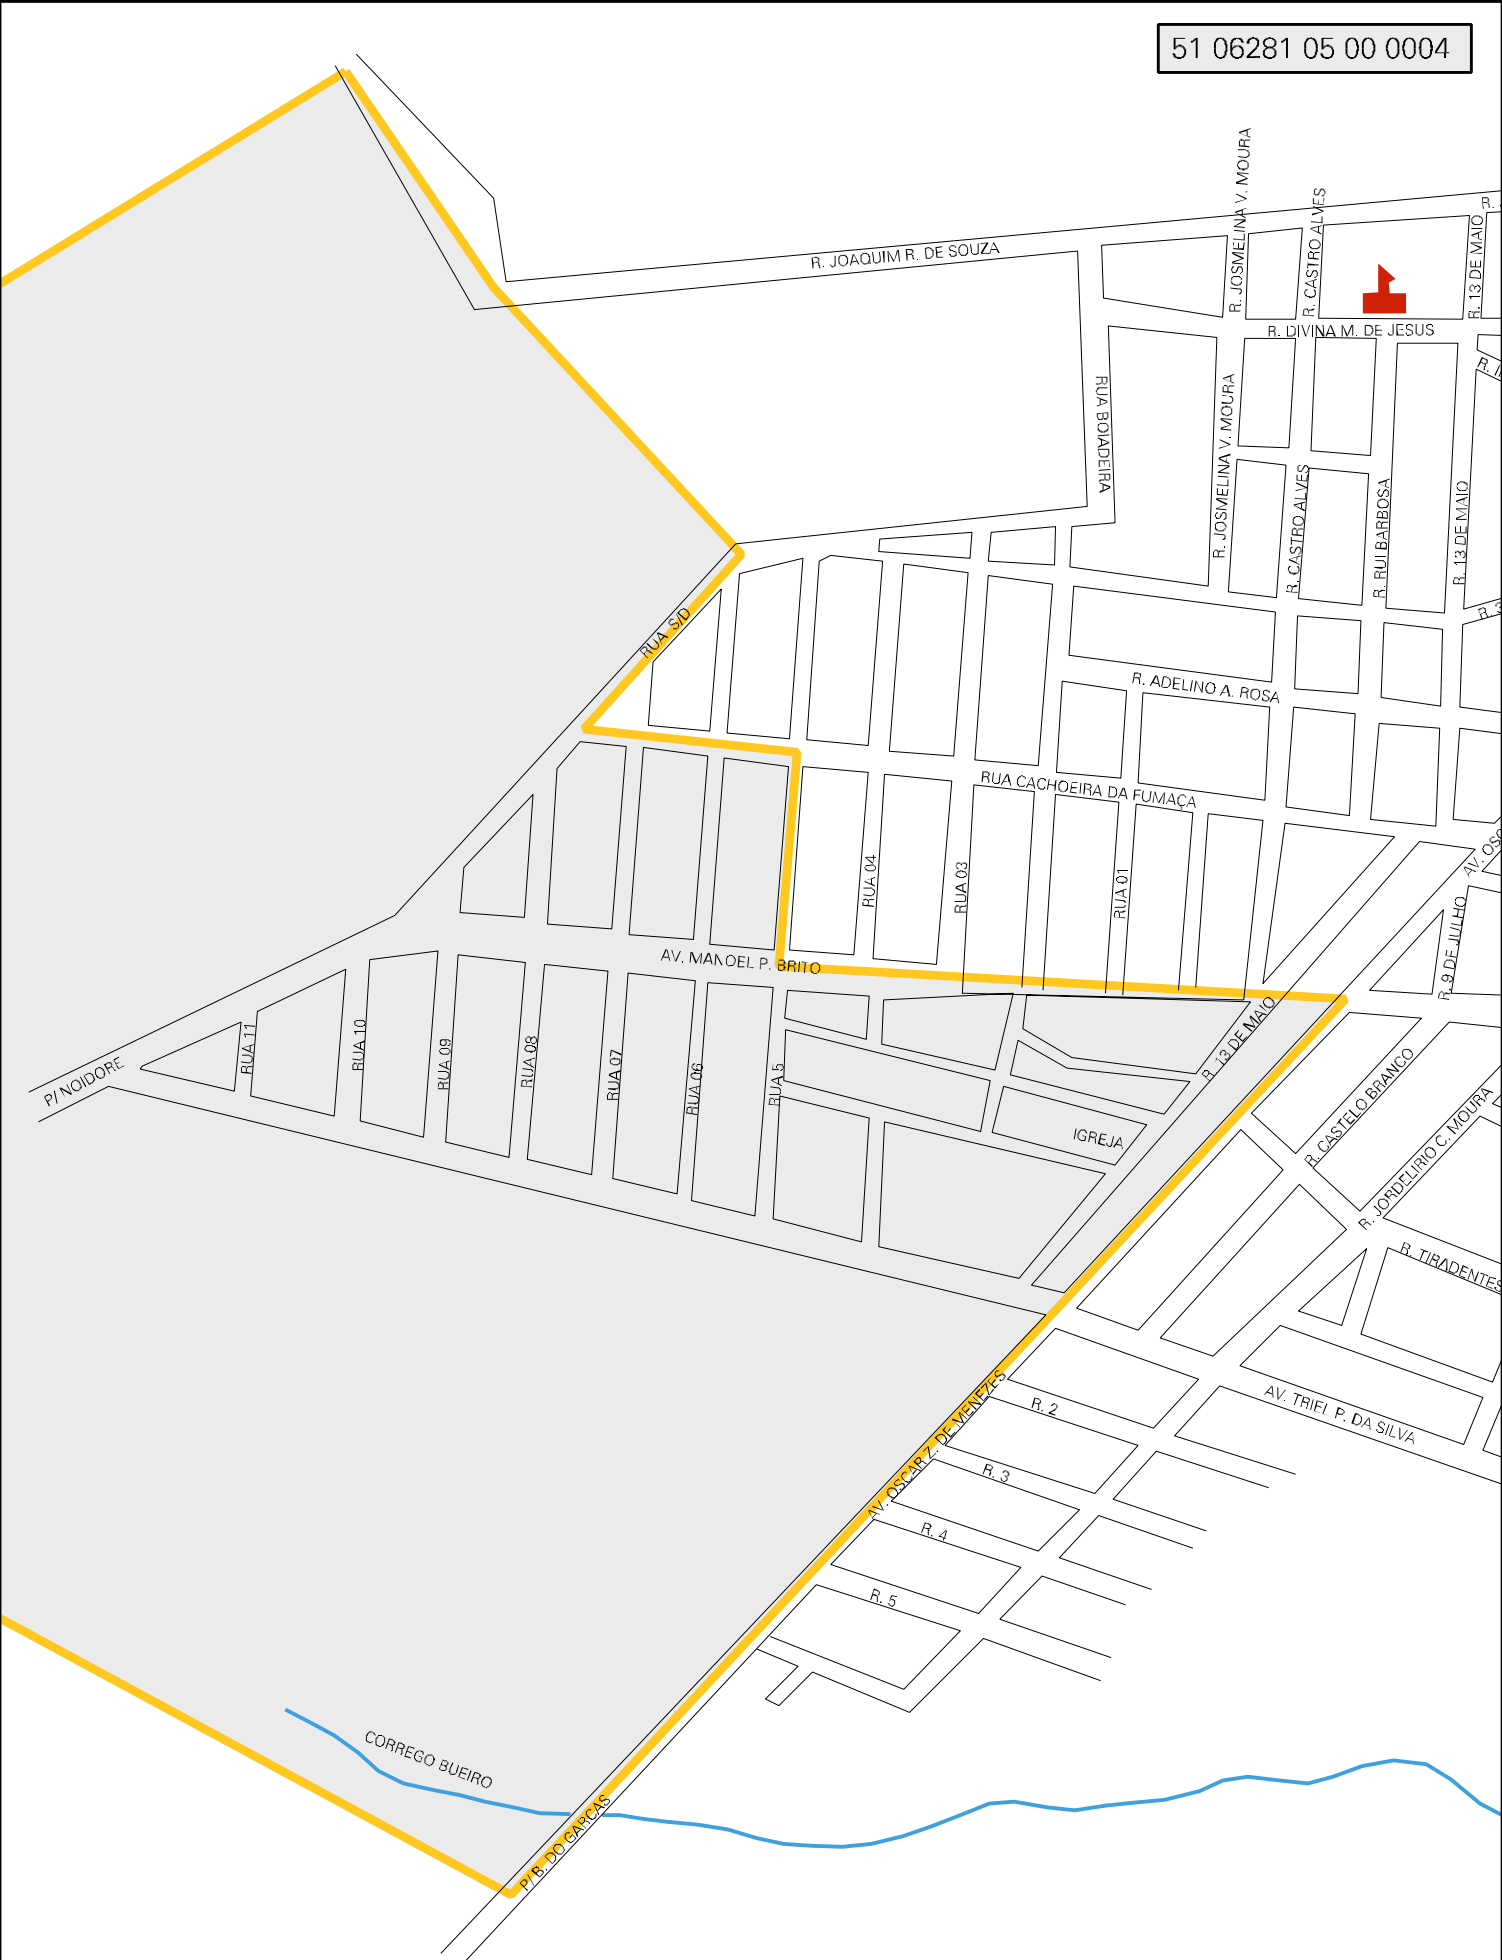 51 06281 05 00 0004
R. JOSMELINA V. MOURA
R. CASTRO ALVES
R. 13 DE MAIO
R. JOAQUIM R. DE SOUZA
R. DIVINA M. DE JESUS
RUA BOIADEIRA
R. JOSMELINA V. MOURA
R. CASTRO ALVES
R. RUI BARBOSA
R. 13 DE MAIO
RUA S/D
R. ADELINO A. ROSA
RUA CACHOEIRA DA FUMAÇA
RUA 04
RUA 03
RUA 01
R. 9 DE JULHO
AV. MANOEL P. BRITO
R. 13 DE MAIO
P/ NOIDORE
RUA 11
RUA 10
RUA 09
RUA 08
RUA 07
RUA 06
RUA 5
IGREJA
R. CASTELO BRANCO
R. JORDELIRIO C. MOURA
R. TIRADENTES
AV. TRIEL P. DA SILVA
AV. OSCAR Z. DE MENEZES
R. 2
R. 3
R. 4
R. 5
CORREGO BUEIRO
P/ B. DO GARCAS